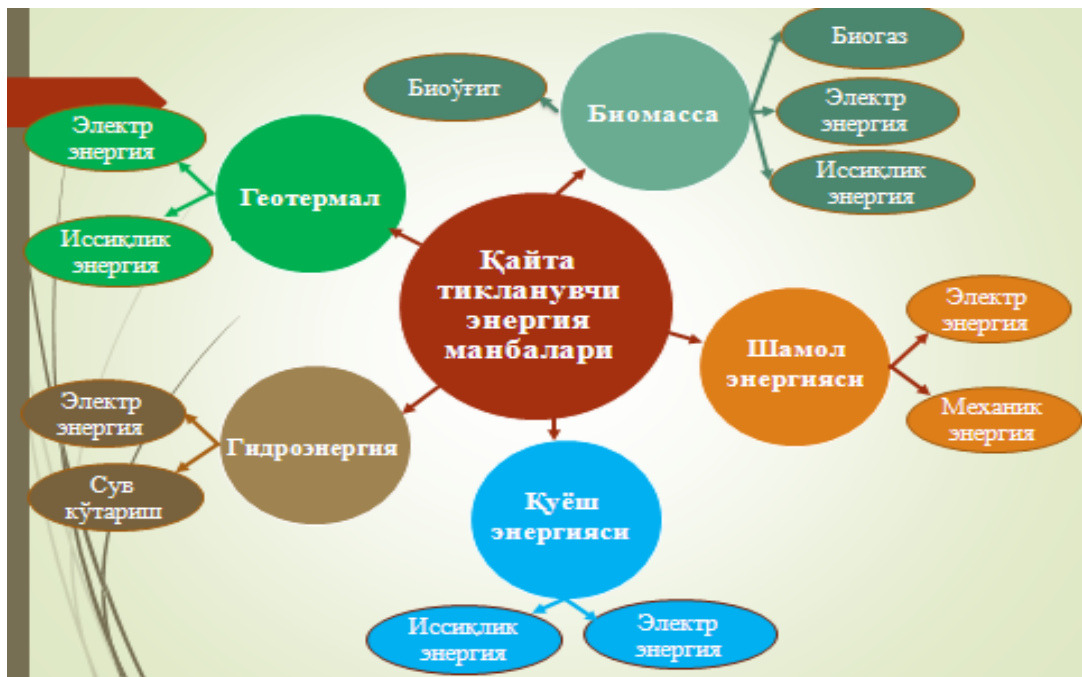 Қайта
тикланувчи
энергия
манбалари
Биомасса
Биоўғит
Биогаз
Электр
энергия
Иссиқлик
энергия
Шамол
энергияси
Электр
энергия
Механик
энергия
Қуёш
энергияси
Иссиқлик
энергия
Электр
энергия
Гидроэнергия
Электр
энергия
Сув
кўтариш
Геотермал
Электр
энергия
Иссиқлик
энергия